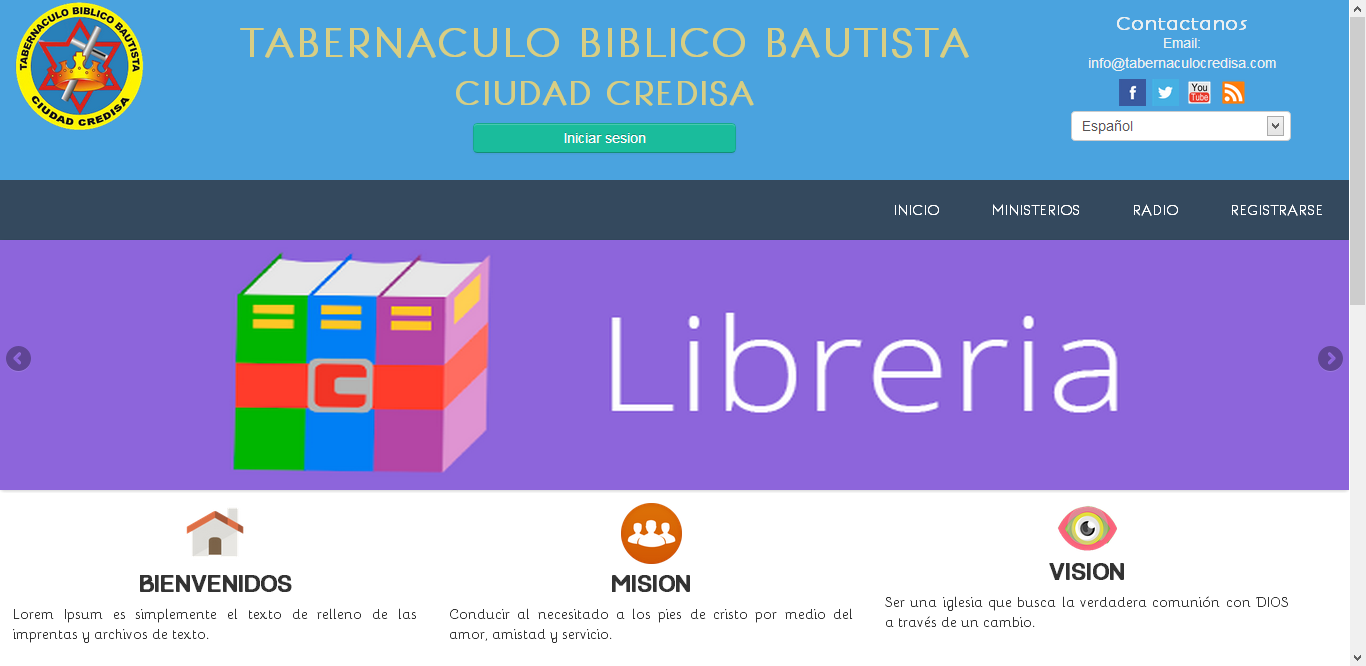 TABERNACULO BIBLICO BAUTISTA
CIUDAD CREDISA
TABERNACULO BIBLICO BAUTISTA
CIUDAD CREDISA
Iniciar sesion
Contactanos
Email:
info@tabernaculocredisa.com
f
You
Tube
Español
INICIO
MINISTERIOS
RADIO
REGISTRARSE
Libreria
BIENVENIDOS
Lorem Ipsum es simplemente el texto de relleno de las
imprentas y archivos de texto.
MISION
Conducir al necesitado a los pies de cristo por medio del
amor, amistad y servicio.
VISION
Ser una iglesia que busca la verdadera comunión con DIOS
a través de un cambio.